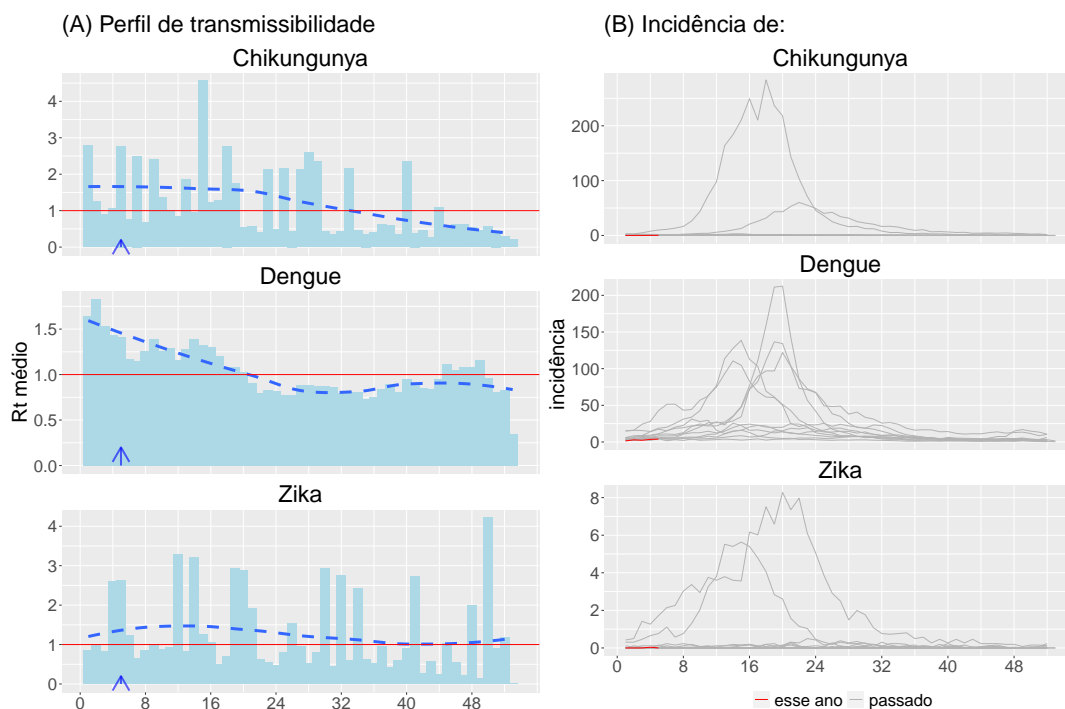 (A) Perfil de transmissibilidade
Chikungunya
4
3
2
1
0
Dengue
1.5
1.0
0.5
0.0
Zika
4
3
2
1
0
0 8 16 24 32 40 48
Rt médio
(B) Incidência de:
Chikungunya
200
100
0
Dengue
200
150
100
50
0
Zika
8
6
4
2
0
0 8 16 24 32 40 48
incidência
esse ano passado